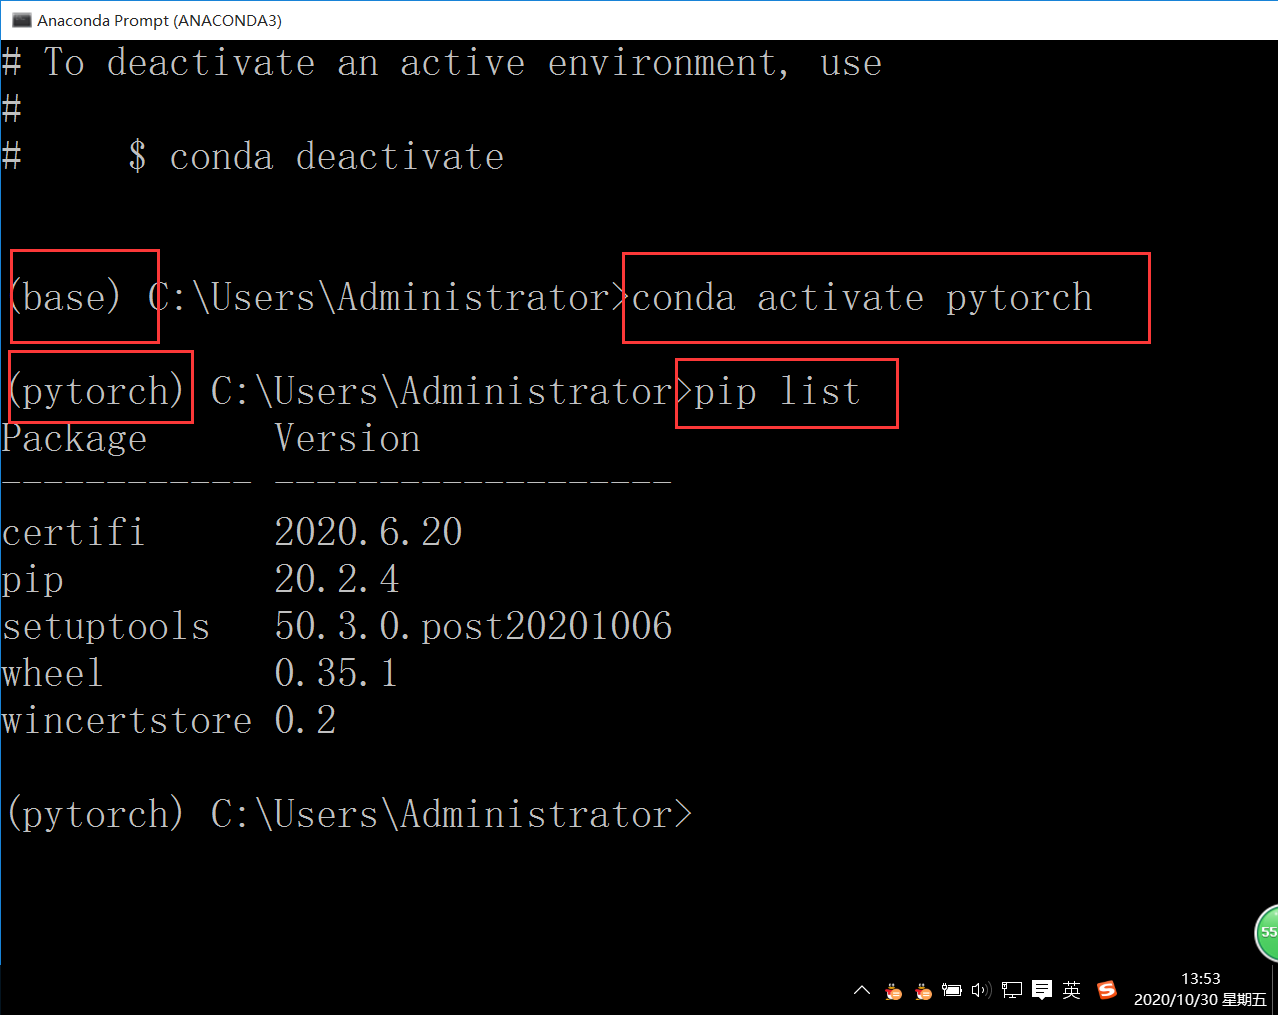 Anaconda Prompt (ANACONDA3)
# To deactivate an active environment, use
#
#     $ conda deactivate
(base) C:\Users\Administrator>conda activate pytorch
(pytorch) C:\Users\Administrator>pip list
Package      Version
------------ -------------------
certifi      2020.6.20
pip          20.2.4
setuptools   50.3.0.post20201006
wheel        0.35.1
wincertstore 0.2
(pytorch) C:\Users\Administrator>
55
英
S
13:53
2020/10/30 星期五